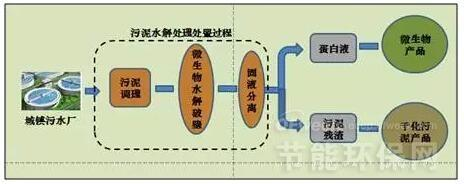 污泥水解处理处置过程
城镇污水厂
污泥
调理
微生物水解破壁
固液分离
蛋白液
微生物
产品
污泥
残渣
干化污
泥产品
节能环保网